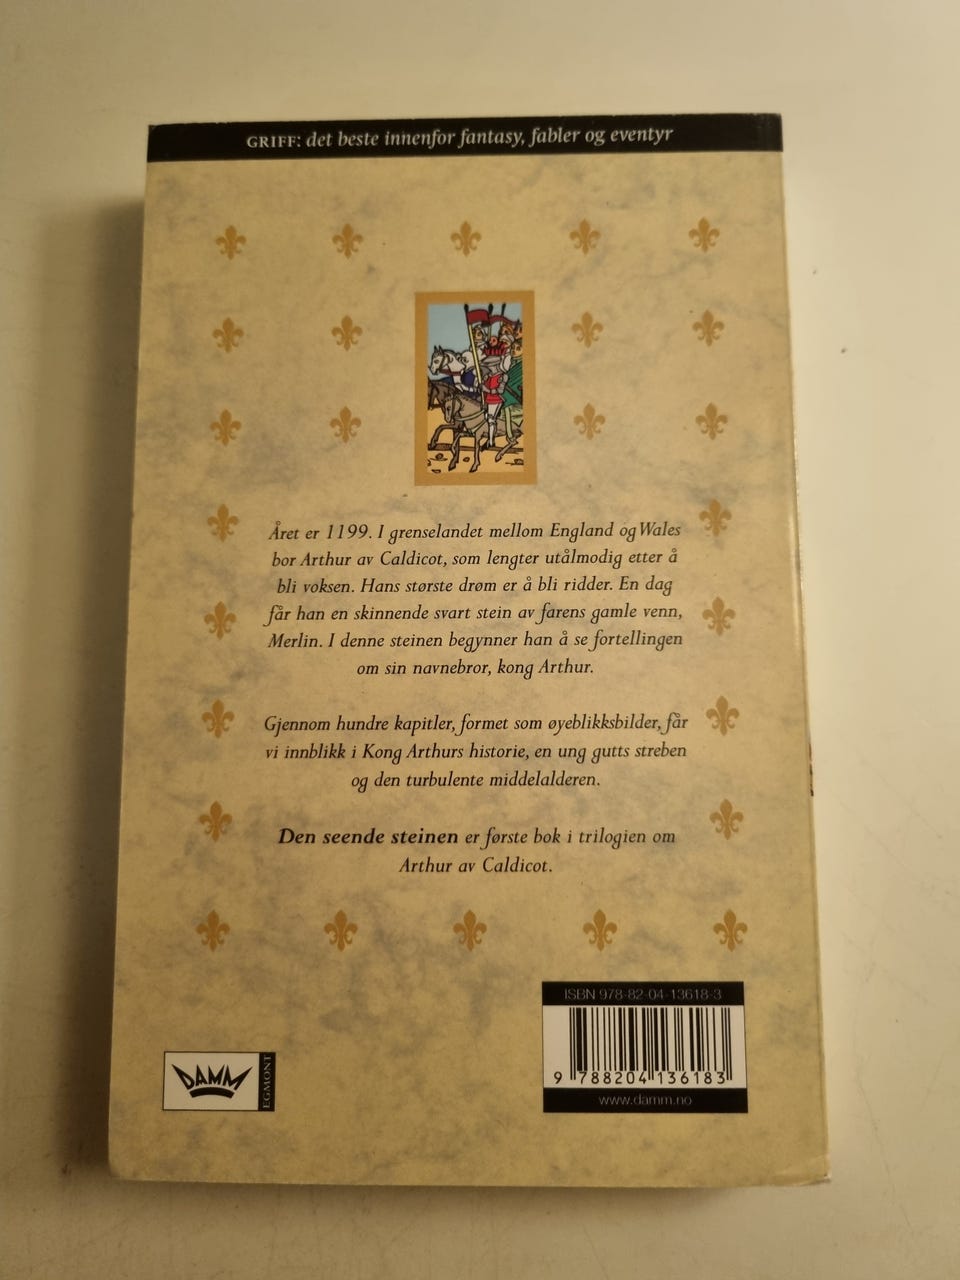 GRIFF: det beste innenfor fantasy, fabler og eventyr
Året er 1199. I grenselandet mellom England og Wales
bor Arthur av Caldicot, som lengter utålmodig etter å
bli voksen. Hans største drøm er å bli ridder. En dag
får han en skinnende svart stein av farens gamle venn,
Merlin. I denne steinen begynner han å se fortellingen
om sin navnebror, kong Arthur.
Gjennom hundre kapitler, formet som øyeblikksbilder, får
vi innblikk i Kong Arthurs historie, en ung gutts streben
og den turbulente middelalderen.
Den seende steinen er første bok i trilogien om
Arthur av Caldicot.
ISBN 978-82-04-13618-3
9 788204 136183
www.damm.no
DAMM
EGMONT